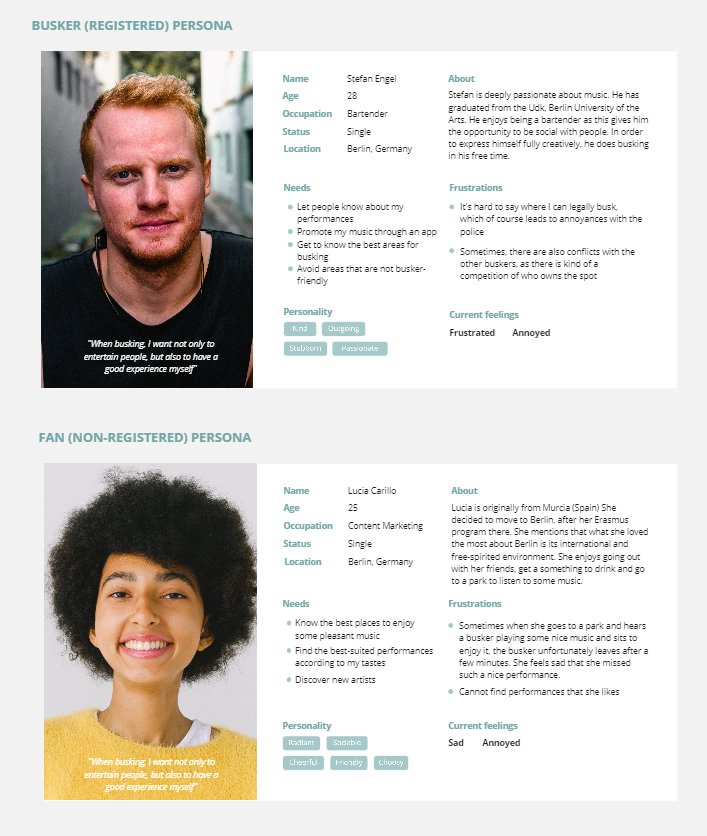 BUSKER (REGISTERED) PERSONA
Name Stefan Engel
Age 28
Occupation Bartender
Status Single
Location Berlin, Germany
About
Stefan is deeply passionate about music. He has
graduated from the Udk, Berlin University of the
Arts. He enjoys being a bartender as this gives him
the opportunity to be social with people. In order
to express himself fully creatively, he does busking
in his free time.
Needs
Let people know about my
performances
Promote my music through an app
Get to know the best areas for
busking
Avoid areas that are not busker-
friendly
Frustrations
It's hard to say where I can legally busk,
which of course leads to annoyances with the
police
Sometimes, there are also conflicts with the
other buskers, as there is kind of a
competition of who owns the spot
Personality
Kind Outgoing
Stubborn Passionate
Current feelings
Frustrated Annoyed
"When busking, I want not only to
entertain people, but also to have a
good experience myself"
FAN (NON-REGISTERED) PERSONA
Name Lucia Carillo
Age 25
Occupation Content Marketing
Status Single
Location Berlin, Germany
About
Lucia is originally from Murcia (Spain) She
decided to move to Berlin, after her Erasmus
program there. She mentions that what she loved
the most about Berlin is its international and
free-spirited environment. She enjoys going out
with her friends, get a something to drink and go
to a park to listen to some music.
Needs
Know the best places to enjoy
some pleasant music
Find the best-suited performances
according to my tastes
Discover new artists
Frustrations
Sometimes when she goes to a park and hears
a busker playing some nice music and sits to
enjoy it, the busker unfortunately leaves after a
few minutes. She feels sad that she missed
such a nice performance.
Cannot find performances that she likes
Personality
Radiant Sociable
Cheerful Friendly Choosy
Current feelings
Sad Annoyed
"When busking, I want not only to
entertain people, but also to have a
good experience myself"